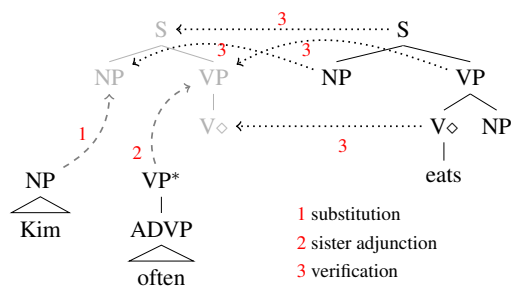 S 3 S
NP 3 VP 3 NP VP
V◇ 3 V◇ NP
1 2 eats
NP VP*
Kim ADVP
often
1 substitution
2 sister adjunction
3 verification